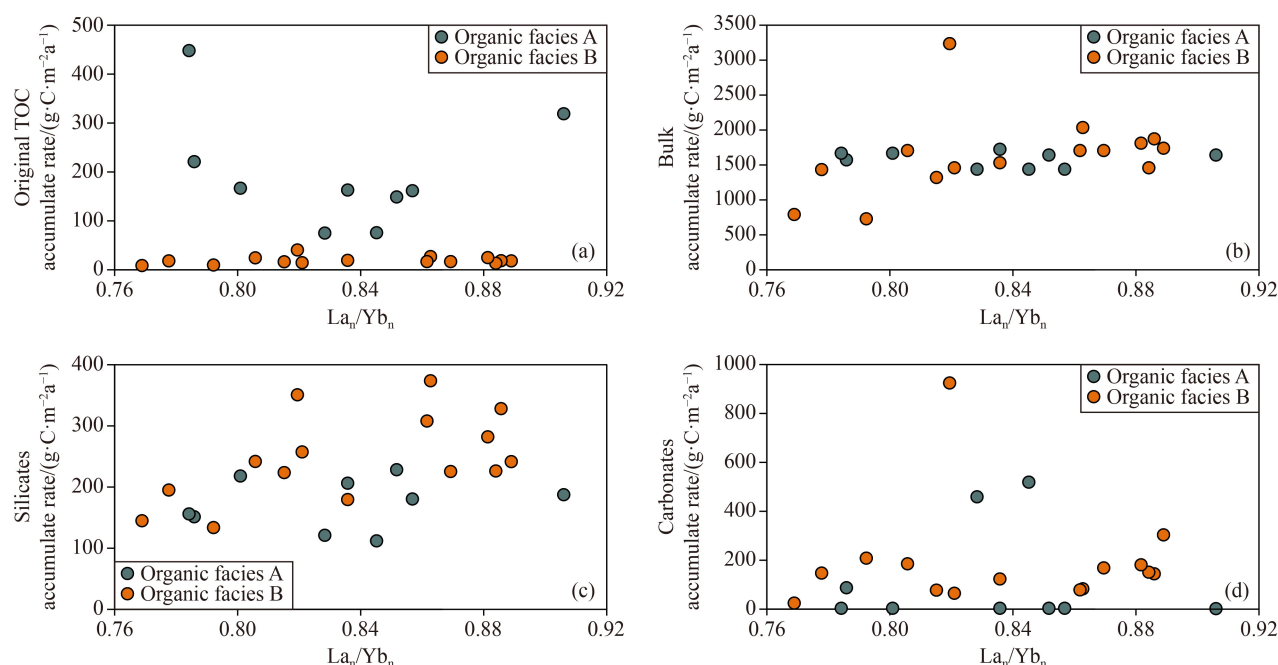 Original TOC
accumulate rate/(g·C·m⁻²a⁻¹)
500
400
300
200
100
0
Organic facies A
Organic facies B
(a)
0.76 0.80 0.84 0.88 0.92
Laₙ/Ybₙ
Bulk
accumulate rate/(g·C·m⁻²a⁻¹)
3500
3000
2500
2000
1500
1000
500
0
Organic facies A
Organic facies B
(b)
0.76 0.80 0.84 0.88 0.92
Laₙ/Ybₙ
Silicates
accumulate rate/(g·C·m⁻²a⁻¹)
400
300
200
100
0
Organic facies A
Organic facies B
(c)
0.76 0.80 0.84 0.88 0.92
Laₙ/Ybₙ
Carbonates
accumulate rate/(g·C·m⁻²a⁻¹)
1000
800
600
400
200
0
Organic facies A
Organic facies B
(d)
0.76 0.80 0.84 0.88 0.92
Laₙ/Ybₙ